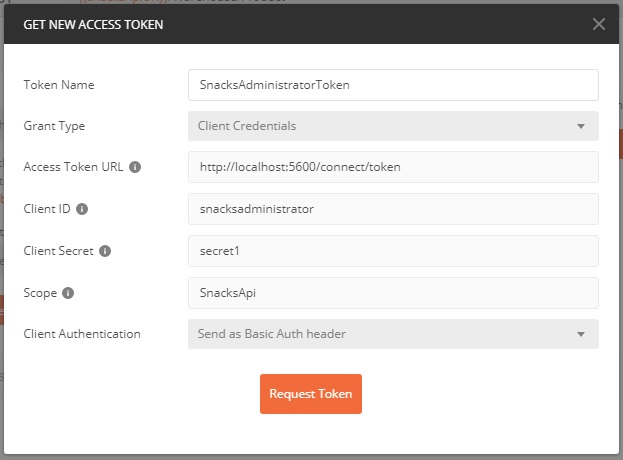 GET NEW ACCESS TOKEN
Token Name SnacksAdministratorToken
Grant Type Client Credentials
Access Token URL http://localhost:5600/connect/token
Client ID snacksadministrator
Client Secret secret1
Scope SnacksApi
Client Authentication Send as Basic Auth header
Request Token